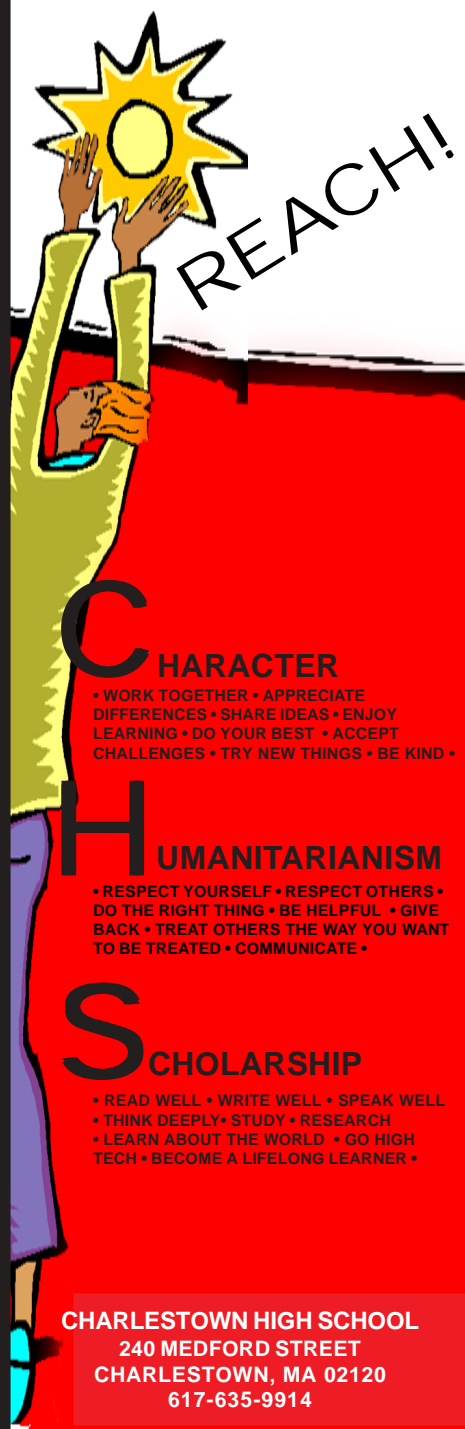 REACH!
CHARACTER
• WORK TOGETHER • APPRECIATE
DIFFERENCES • SHARE IDEAS • ENJOY
LEARNING • DO YOUR BEST • ACCEPT
CHALLENGES • TRY NEW THINGS • BE KIND •
HUMANITARIANISM
• RESPECT YOURSELF • RESPECT OTHERS •
DO THE RIGHT THING • BE HELPFUL • GIVE
BACK • TREAT OTHERS THE WAY YOU WANT
TO BE TREATED • COMMUNICATE •
SCHOLARSHIP
• READ WELL • WRITE WELL • SPEAK WELL
• THINK DEEPLY• STUDY • RESEARCH
• LEARN ABOUT THE WORLD • GO HIGH
TECH • BECOME A LIFELONG LEARNER •
CHARLESTOWN HIGH SCHOOL
240 MEDFORD STREET
CHARLESTOWN, MA 02120
617-635-9914